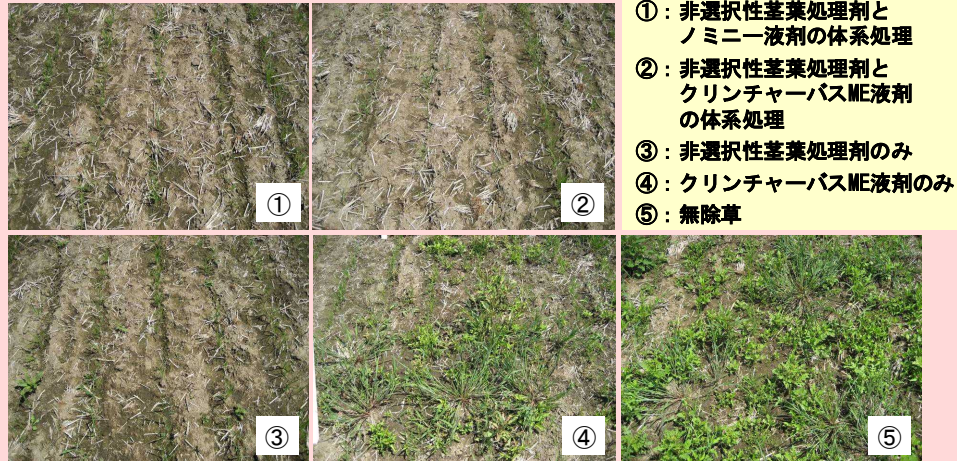 ①：非選択性茎葉処理剤と
ノミニー液剤の体系処理
②：非選択性茎葉処理剤と
クリンチャーバスME液剤
の体系処理
③：非選択性茎葉処理剤のみ
④：クリンチャーバスME液剤のみ
⑤：無除草
①
②
③
④
⑤